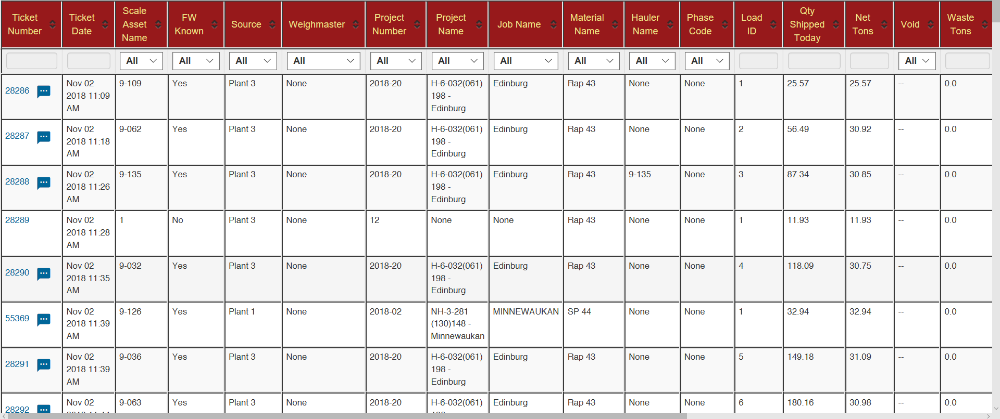 Ticket Number	Ticket Date	Scale Asset Name	FW Known	Source	Weighmaster	Project Number	Project Name	Job Name	Material Name	Hauler Name	Phase Code	Load ID	Qty Shipped Today	Net Tons	Void	Waste Tons
All	All	All	All	All	All	All	All	All	All	All
28286	Nov 02 2018 11:09 AM	9-109	Yes	Plant 3	None	2018-20	H-6-032(061) 198 - Edinburg	Edinburg	Rap 43	None	None	1	25.57	25.57	--	0.0
28287	Nov 02 2018 11:18 AM	9-062	Yes	Plant 3	None	2018-20	H-6-032(061) 198 - Edinburg	Edinburg	Rap 43	None	None	2	56.49	30.92	--	0.0
28288	Nov 02 2018 11:26 AM	9-135	Yes	Plant 3	None	2018-20	H-6-032(061) 198 - Edinburg	Edinburg	Rap 43	9-135	None	3	87.34	30.85	--	0.0
28289	Nov 02 2018 11:28 AM	1	No	Plant 3	None	12	None	None	Rap 43	None	None	1	11.93	11.93	--	0.0
28290	Nov 02 2018 11:35 AM	9-032	Yes	Plant 3	None	2018-20	H-6-032(061) 198 - Edinburg	Edinburg	Rap 43	None	None	4	118.09	30.75	--	0.0
55369	Nov 02 2018 11:39 AM	9-126	Yes	Plant 1	None	2018-02	NH-3-281 (130)148 - Minnewaukan	MINNEWAUKAN	SP 44	None	None	1	32.94	32.94	--	0.0
28291	Nov 02 2018 11:39 AM	9-036	Yes	Plant 3	None	2018-20	H-6-032(061) 198 - Edinburg	Edinburg	Rap 43	None	None	5	149.18	31.09	--	0.0
28292	Nov 02	9-063	Yes	Plant 3	None	2018-20	H-6-032(061)	Edinburg	Rap 43	None	None	6	180.16	30.98	--	0.0